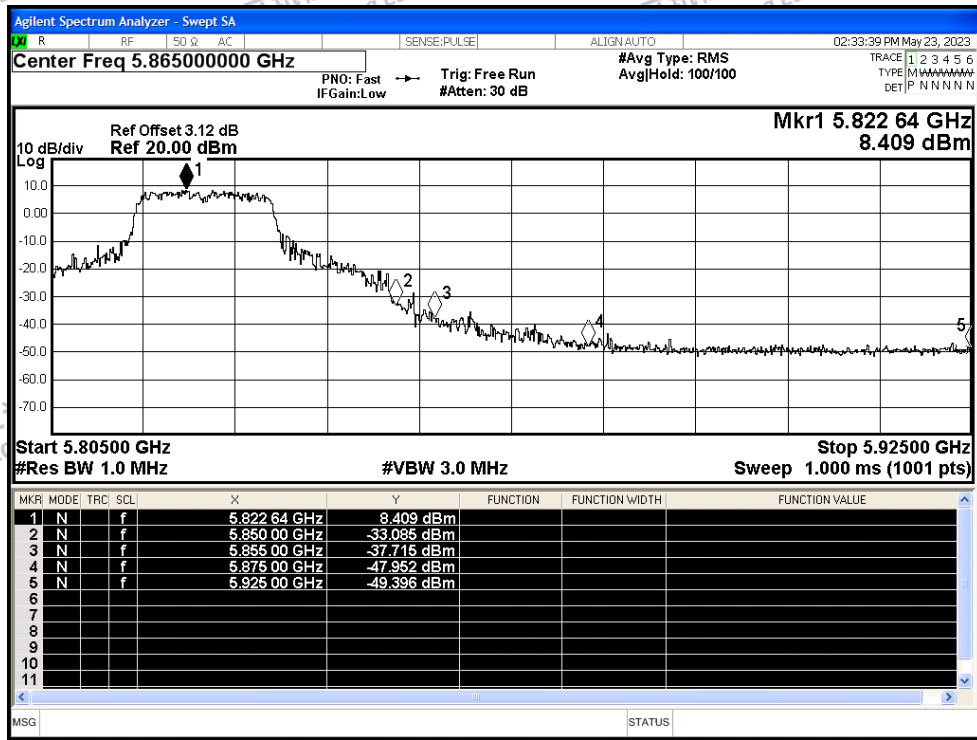 Agilent Spectrum Analyzer - Swept SA
LXI R RF 50 Ω AC SENSE:PULSE ALIGN AUTO 02:33:39 PM May 23, 2023
Center Freq 5.865000000 GHz
#Avg Type: RMS
TRACE 1 2 3 4 5 6
PNO: Fast Trig: Free Run Avg|Hold: 100/100
TYPE M
IFGain:Low #Atten: 30 dB
DET P N N N N N
Mkr1 5.822 64 GHz
8.409 dBm
Ref Offset 3.12 dB
10 dB/div Ref 20.00 dBm
Log
1
10.0
0.00
-10.0
-20.0
2
3
-30.0
-40.0
4
5
-50.0
-60.0
-70.0
Start 5.80500 GHz Stop 5.92500 GHz
#Res BW 1.0 MHz #VBW 3.0 MHz Sweep 1.000 ms (1001 pts)
MKR MODE TRC SCL X Y FUNCTION FUNCTION WIDTH FUNCTION VALUE
1 N f 5.822 64 GHz 8.409 dBm
2 N f 5.850 00 GHz -33.085 dBm
3 N f 5.855 00 GHz -37.715 dBm
4 N f 5.875 00 GHz -47.952 dBm
5 N f 5.925 00 GHz -49.396 dBm
6
7
8
9
10
11
MSG STATUS